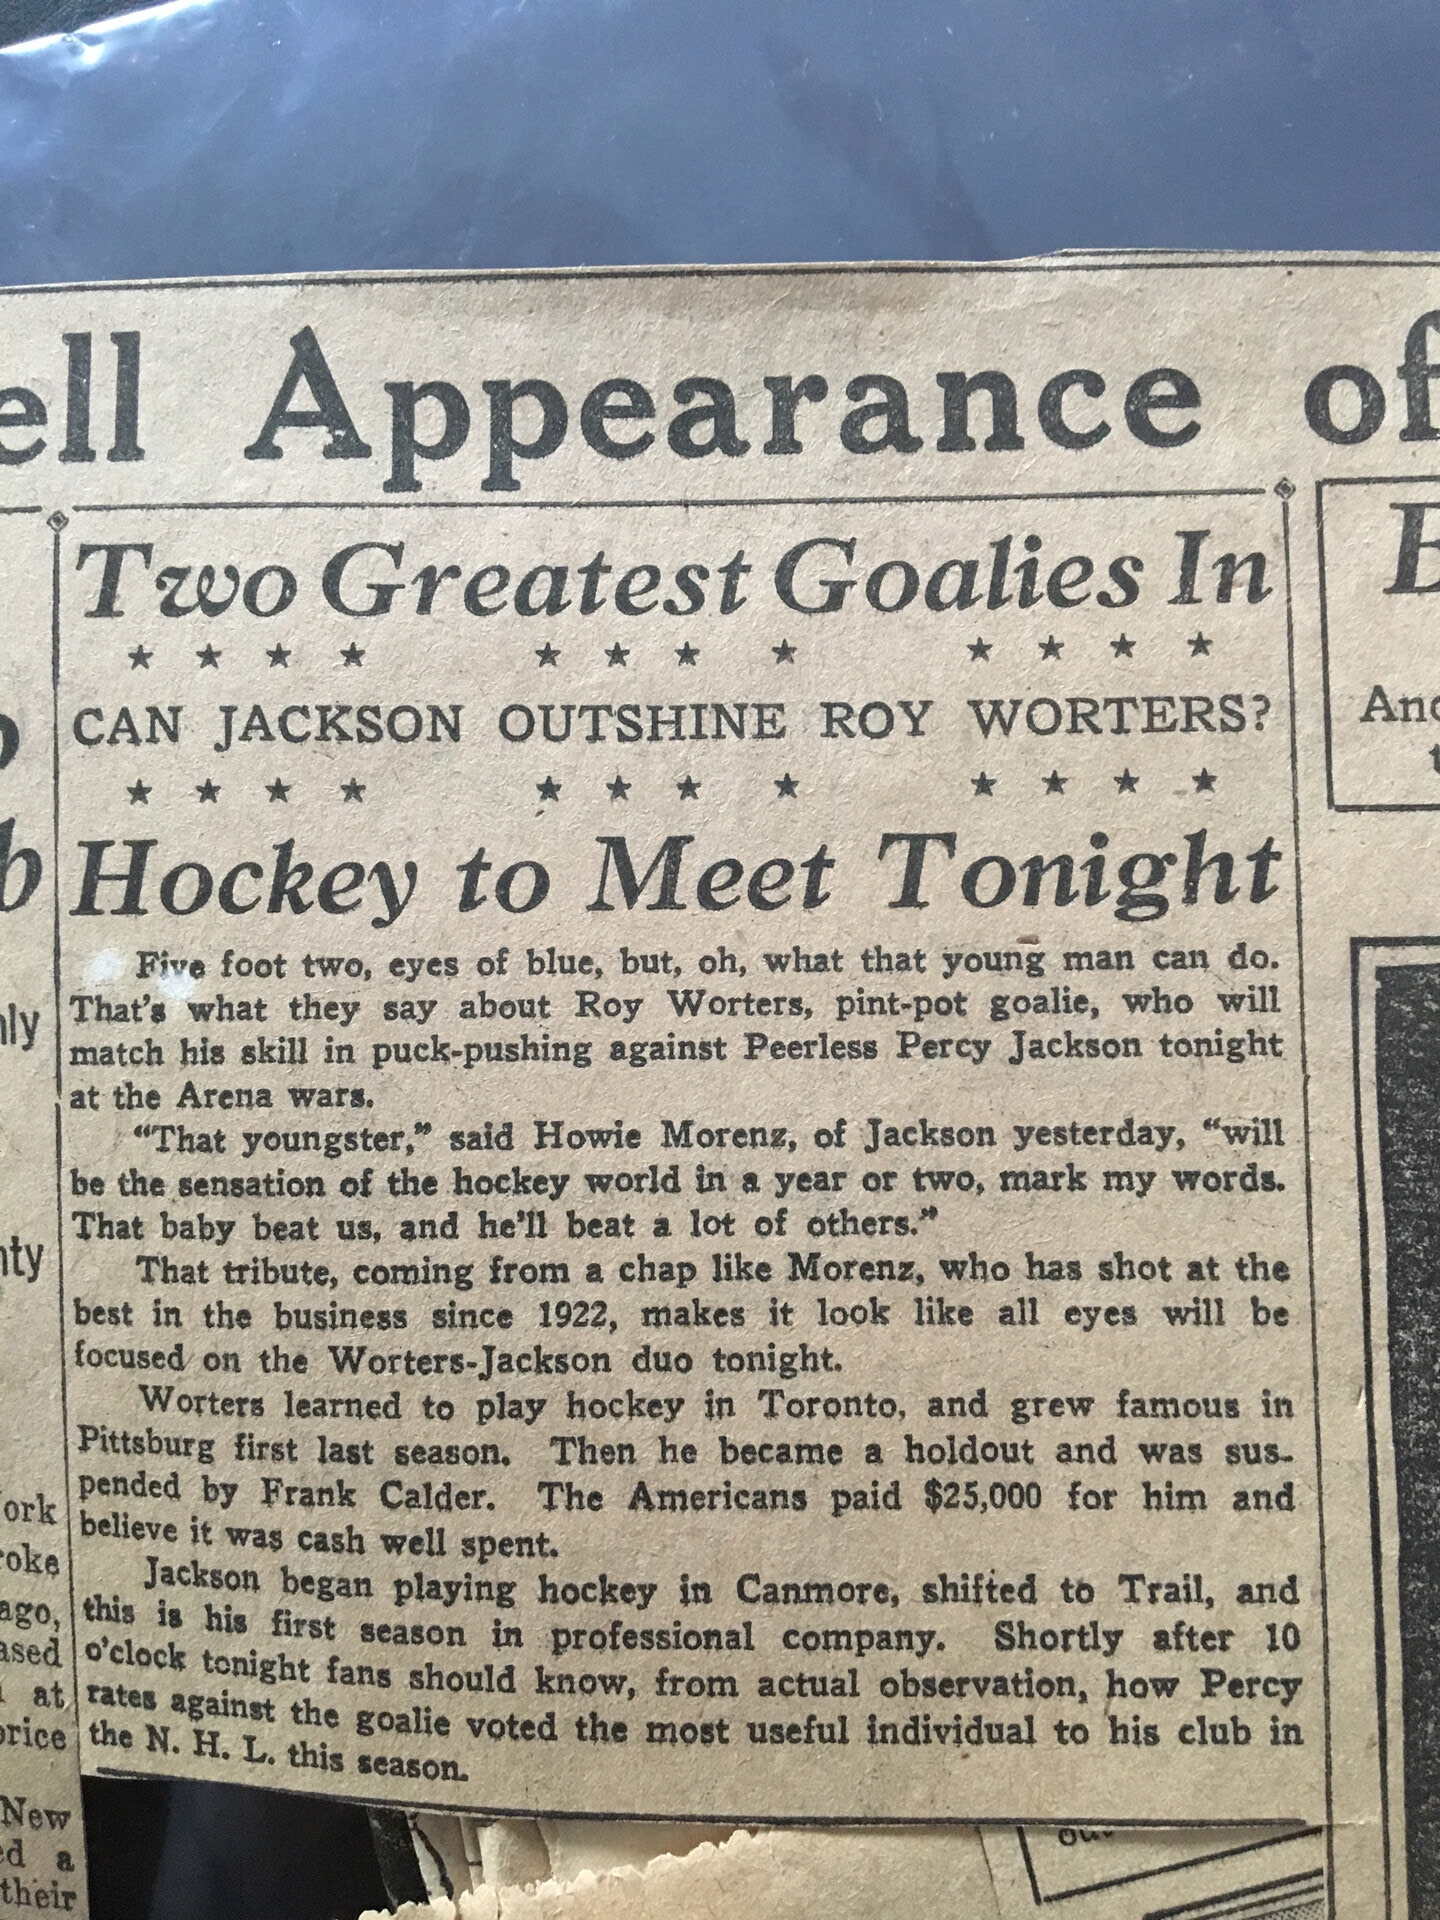 ell Appearance of
Two Greatest Goalies In
★ ★ ★ ★ ★ ★ ★ ★ ★ ★ ★ ★
CAN JACKSON OUTSHINE ROY WORTERS?
★ ★ ★ ★ ★ ★ ★ ★ ★ ★ ★ ★
Hockey to Meet Tonight
Five foot two, eyes of blue, but, oh, what that young man can do.
That's what they say about Roy Worters, pint-pot goalie, who will
match his skill in puck-pushing against Peerless Percy Jackson tonight
at the Arena wars.
"That youngster," said Howie Morenz, of Jackson yesterday, "will
be the sensation of the hockey world in a year or two, mark my words.
That baby beat us, and he'll beat a lot of others."
That tribute, coming from a chap like Morenz, who has shot at the
best in the business since 1922, makes it look like all eyes will be
focused on the Worters-Jackson duo tonight.
Worters learned to play hockey in Toronto, and grew famous in
Pittsburg first last season. Then he became a holdout and was sus-
pended by Frank Calder. The Americans paid $25,000 for him and
believe it was cash well spent.
Jackson began playing hockey in Canmore, shifted to Trail, and
this is his first season in professional company. Shortly after 10
o'clock tonight fans should know, from actual observation, how Percy
rates against the goalie voted the most useful individual to his club in
the N. H. L. this season.
b
nly
nty
ork
roke
ago,
ased
at
price
New
ed a
their
And
t